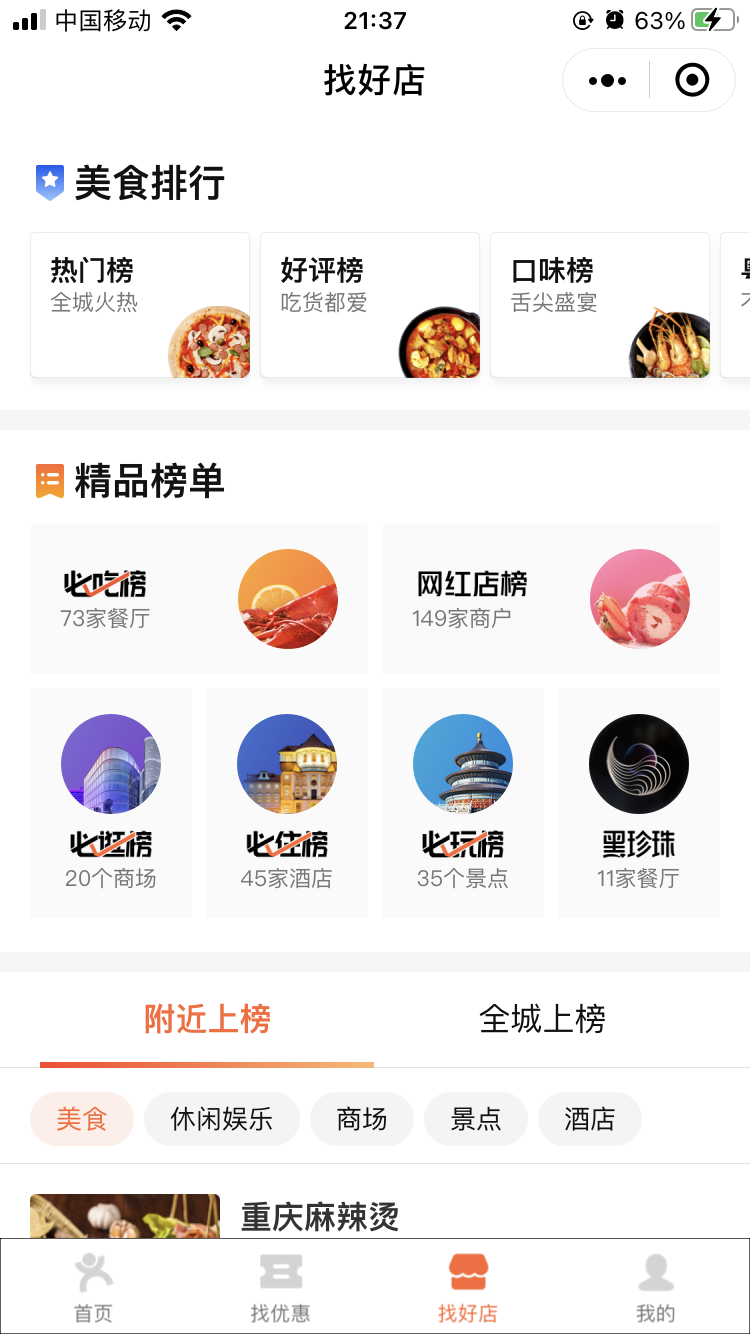 中国移动
21:37
63%
找好店
美食排行
热门榜
全城火热
好评榜
吃货都爱
口味榜
舌尖盛宴
精品榜单
必吃榜
73家餐厅
网红店榜
149家商户
必逛榜
20个商场
必住榜
45家酒店
必玩榜
35个景点
黑珍珠
11家餐厅
附近上榜
全城上榜
美食
休闲娱乐
商场
景点
酒店
重庆麻辣烫
首页
找优惠
找好店
我的